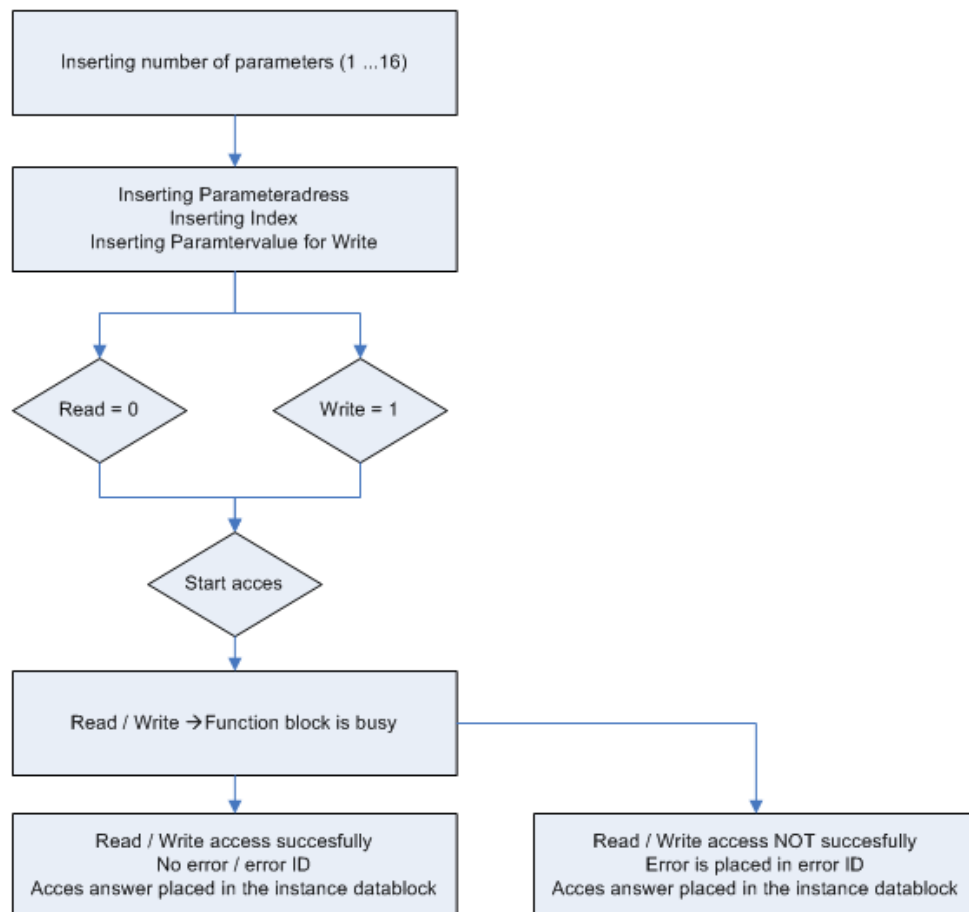 Inserting number of parameters (1 ...16)
Inserting Parameteradress
Inserting Index
Inserting Paramtervalue for Write
Read = 0
Write = 1
Start acces
Read / Write →Function block is busy
Read / Write access succesfully
No error / error ID
Acces answer placed in the instance datablock
Read / Write access NOT succesfully
Error is placed in error ID
Acces answer placed in the instance datablock